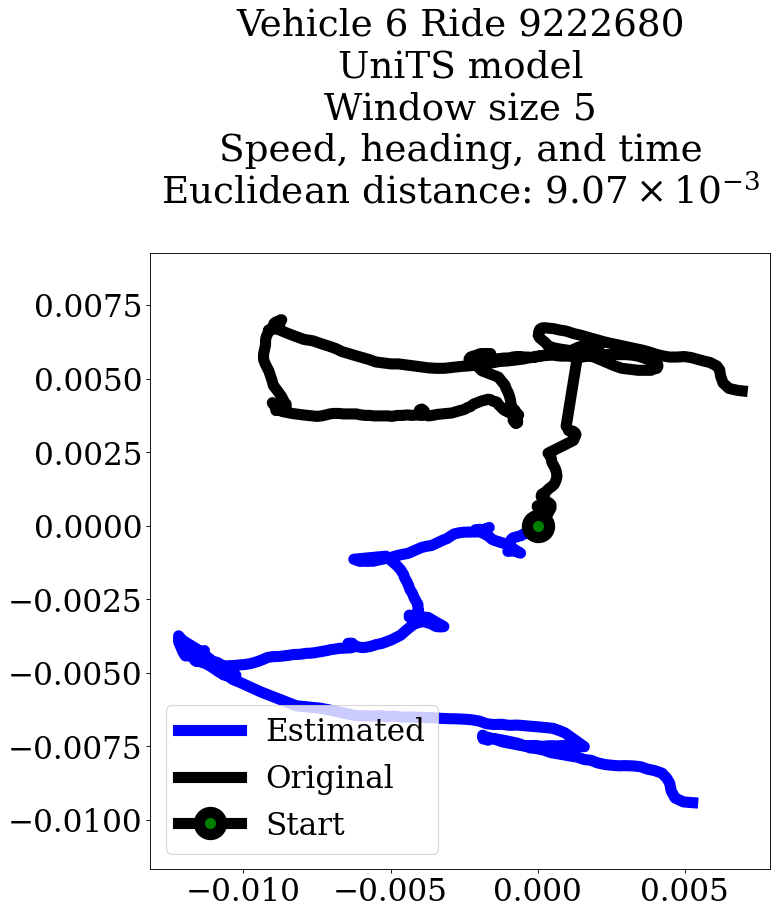 Vehicle 6 Ride 9222680
UniTS model
Window size 5
Speed, heading, and time
Euclidean distance: 9.07 × 10⁻³
0.0075
0.0050
0.0025
0.0000
−0.0025
−0.0050
−0.0075
−0.0100
Estimated
Original
Start
−0.010 −0.005 0.000 0.005